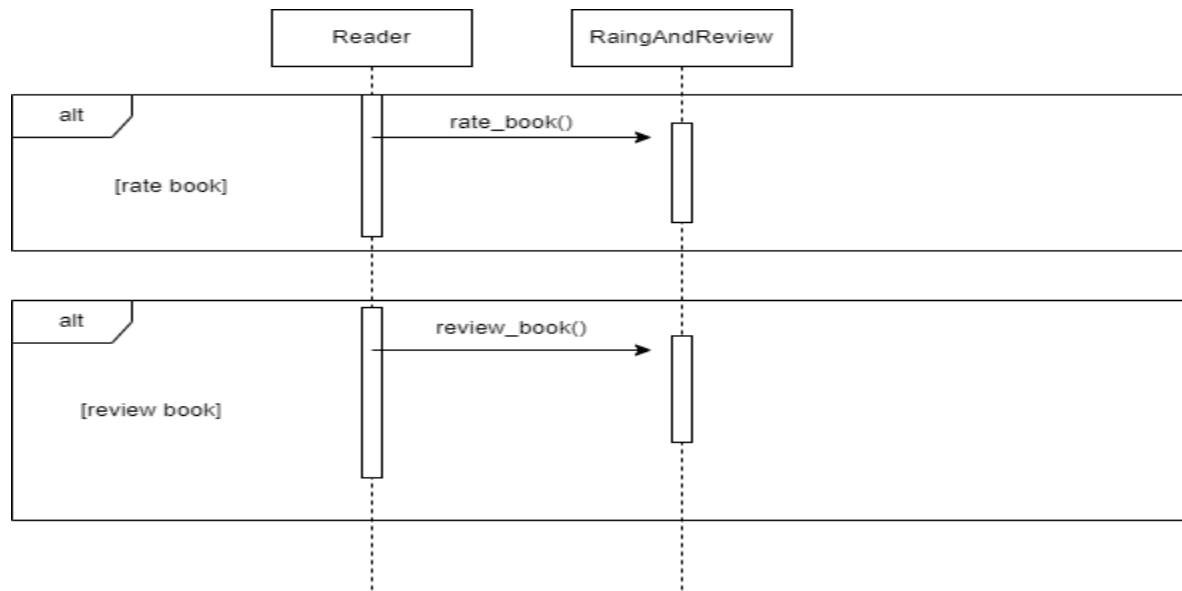 Reader
RaingAndReview
alt
rate_book()
[rate book]
alt
review_book()
[review book]